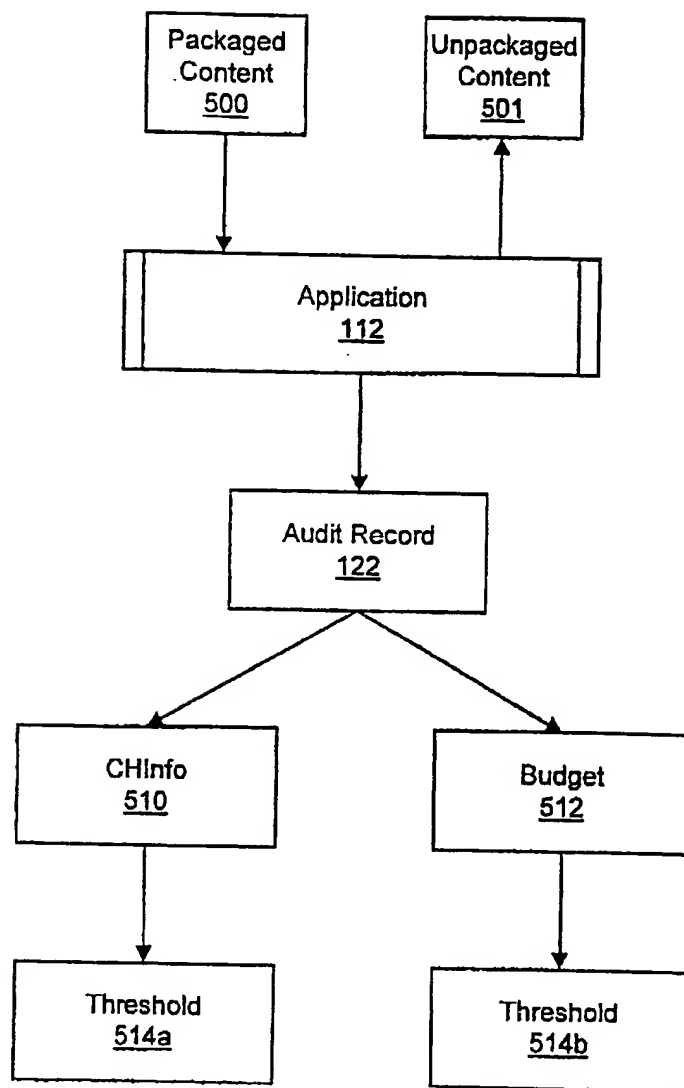 Packaged
Content
500
Unpackaged
Content
501
Application
112
Audit Record
122
CHInfo
510
Budget
512
Threshold
514a
Threshold
514b